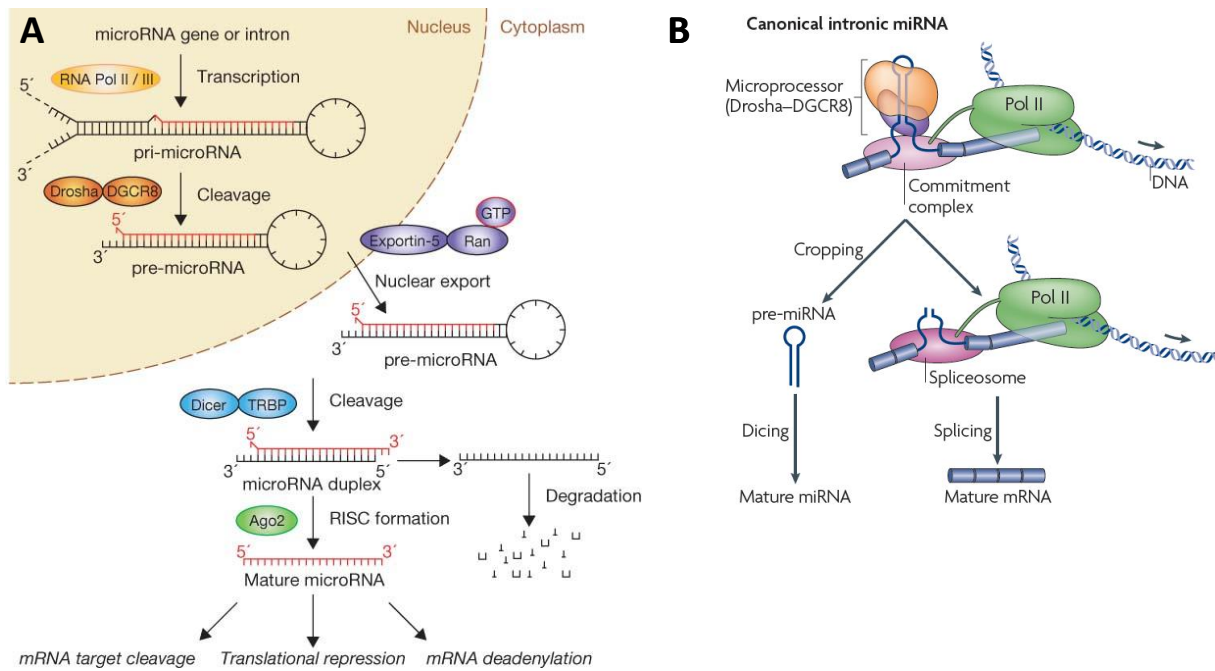 A
microRNA gene or intron
Nucleus
Cytoplasm
RNA Pol II / III
Transcription
5´
3´
pri-microRNA
Drosha
DGCR8
Cleavage
5´
3´
pre-microRNA
GTP
Exportin-5
Ran
Nuclear export
5´
3´
pre-microRNA
Dicer
TRBP
Cleavage
5´
3´
3´
5´
microRNA duplex
3´
5´
Degradation
Ago2
RISC formation
5´
3´
Mature microRNA
mRNA target cleavage
Translational repression
mRNA deadenylation
B
Canonical intronic miRNA
Microprocessor
(Drosha–DGCR8)
Pol II
DNA
Commitment
complex
Cropping
pre-miRNA
Pol II
Spliceosome
Dicing
Splicing
Mature miRNA
Mature mRNA